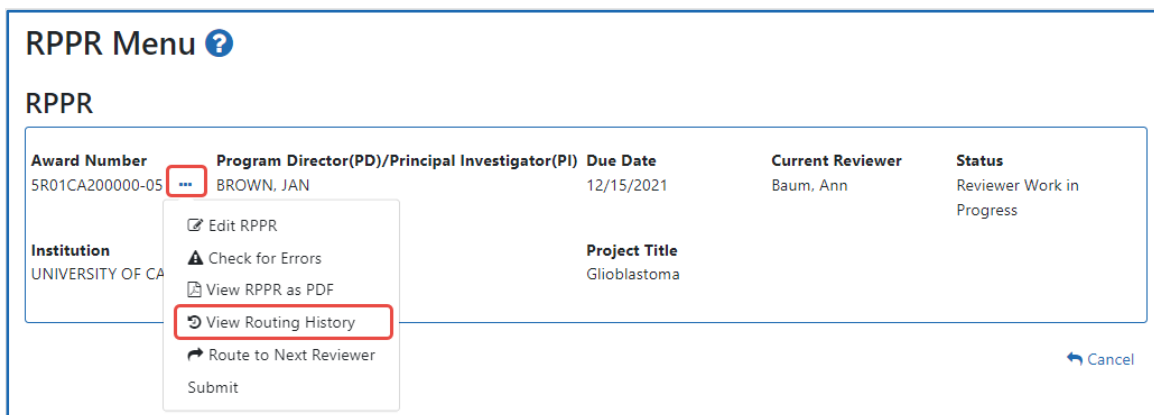 RPPR Menu ?
RPPR
Award Number Program Director(PD)/Principal Investigator(PI) Due Date Current Reviewer Status
5R01CA200000-05 ... BROWN, JAN 12/15/2021 Baum, Ann Reviewer Work in
Progress
Edit RPPR
Institution Project Title
Check for Errors
UNIVERSITY OF CA Glioblastoma
View RPPR as PDF
View Routing History
Route to Next Reviewer
Cancel
Submit